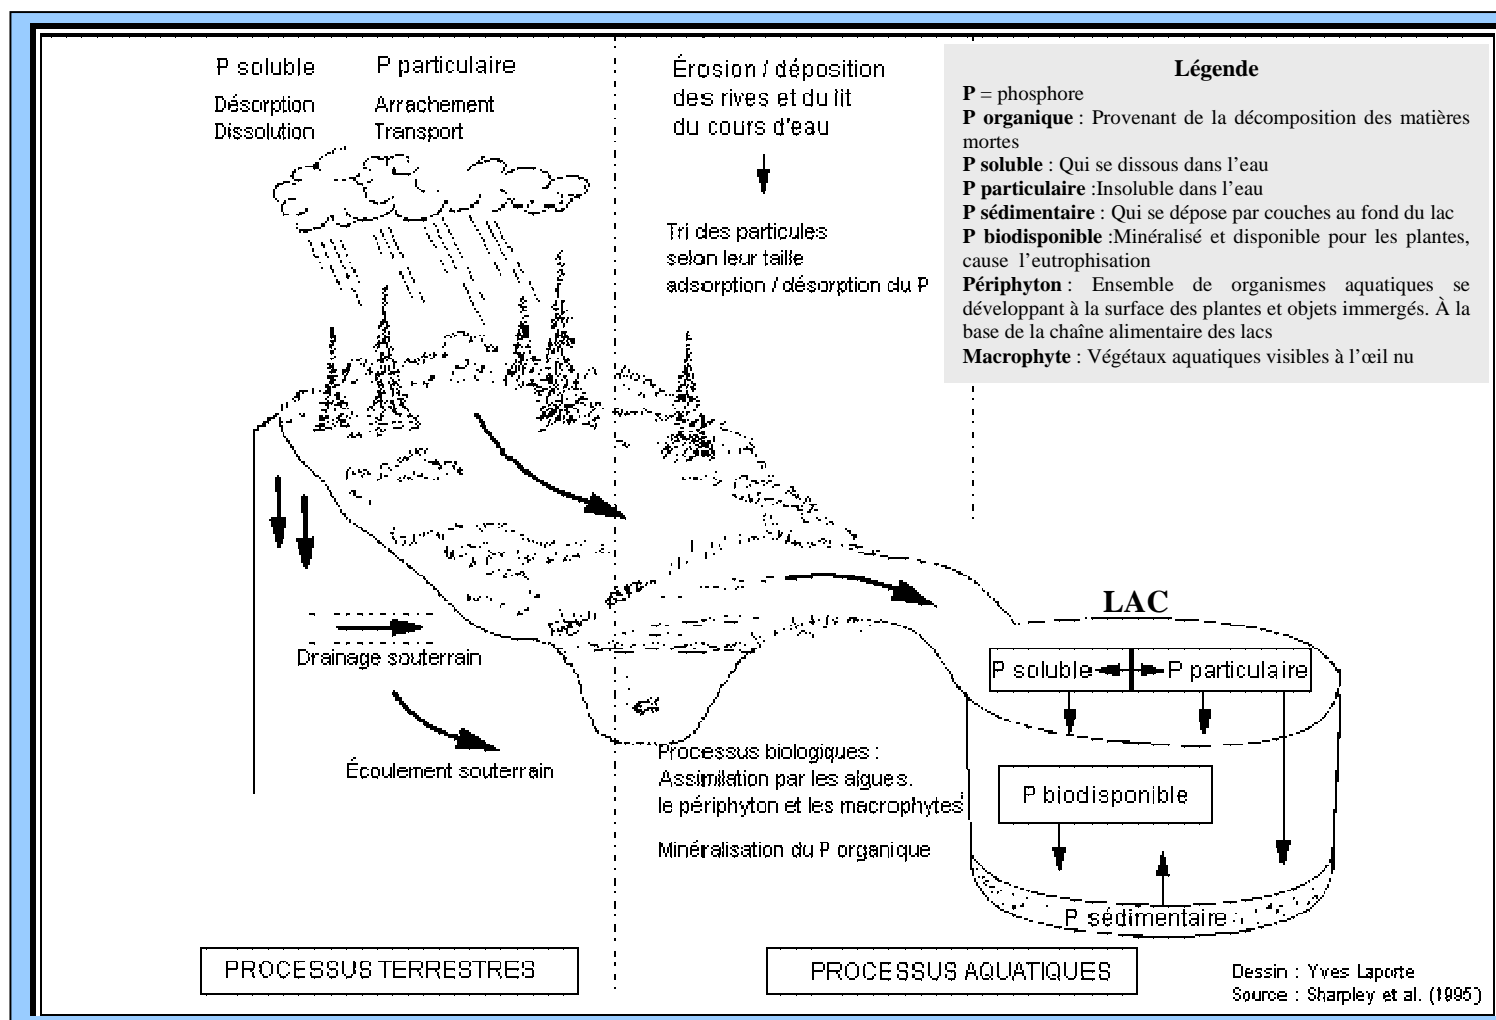 P soluble
P particulaire
Désorption
Dissolution
Arrachement
Transport
Érosion / déposition
des rives et du lit
du cours d'eau
Tri des particules
selon leur taille
adsorption / désorption du P
Légende
P = phosphore
P organique : Provenant de la décomposition des matières
mortes
P soluble : Qui se dissous dans l'eau
P particulaire :Insoluble dans l'eau
P sédimentaire : Qui se dépose par couches au fond du lac
P biodisponible :Minéralisé et disponible pour les plantes,
cause l'eutrophisation
Périphyton : Ensemble de organismes aquatiques se
développant à la surface des plantes et objets immergés. À la
base de la chaîne alimentaire des lacs
Macrophyte : Végétaux aquatiques visibles à l'œil nu
Drainage souterrain
Écoulement souterrain
Processus biologiques :
Assimilation par les algues,
le périphyton et les macrophytes
Minéralisation du P organique
LAC
P soluble
P particulaire
P biodisponible
P sédimentaire
PROCESSUS TERRESTRES
PROCESSUS AQUATIQUES
Dessin : Yves Laporte
Source : Sharpley et al. (1995)